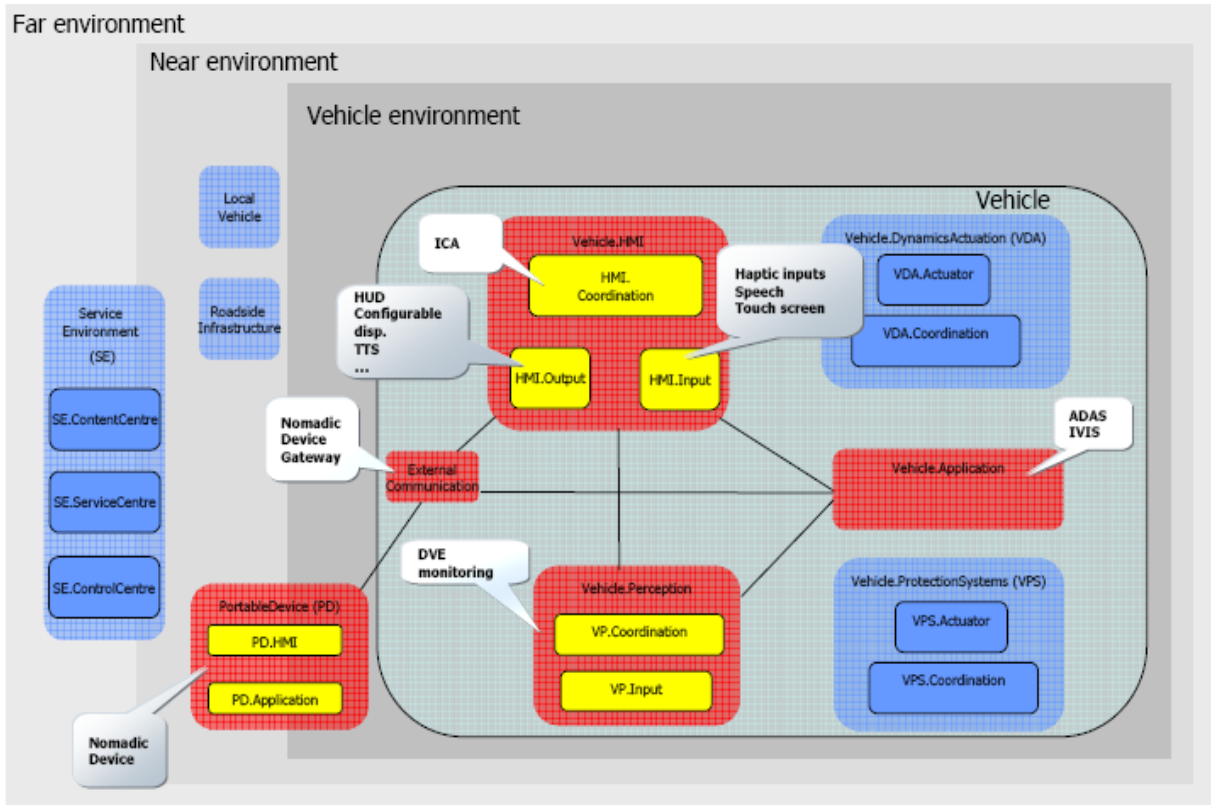 Far environment
Near environment
Vehicle environment
Local
Vehicle
Roadside
Infrastructure
Service
Environment
(SE)
SE.ContentCentre
SE.ServiceCentre
SE.ControlCentre
Vehicle
ICA
Vehicle.HMI
HMI.
Coordination
HUD
Configurable
disp.
TTS
...
HMI.Output
HMI.Input
Haptic inputs
Speech
Touch screen
Vehicle.DynamicsActuation (VDA)
VDA.Actuator
VDA.Coordination
Nomadic
Device
Gateway
External
Communication
ADAS
IVIS
Vehicle.Application
DVE
monitoring
Vehicle.Perception
VP.Coordination
VP.Input
Vehicle.ProtectionSystems (VPS)
VPS.Actuator
VPS.Coordination
PortableDevice (PD)
PD.HMI
PD.Application
Nomadic
Device